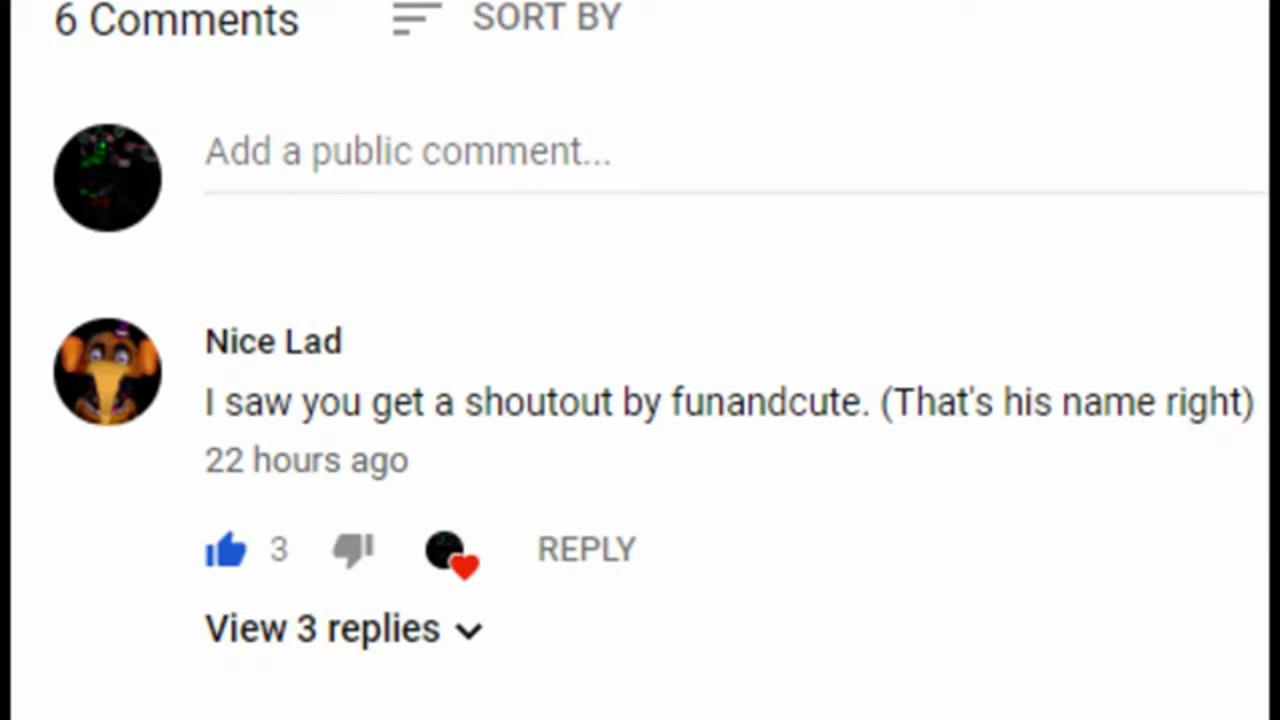 6 Comments SORT BY
Add a public comment...
Nice Lad
I saw you get a shoutout by funandcute. (That's his name right)
22 hours ago
3 REPLY
View 3 replies